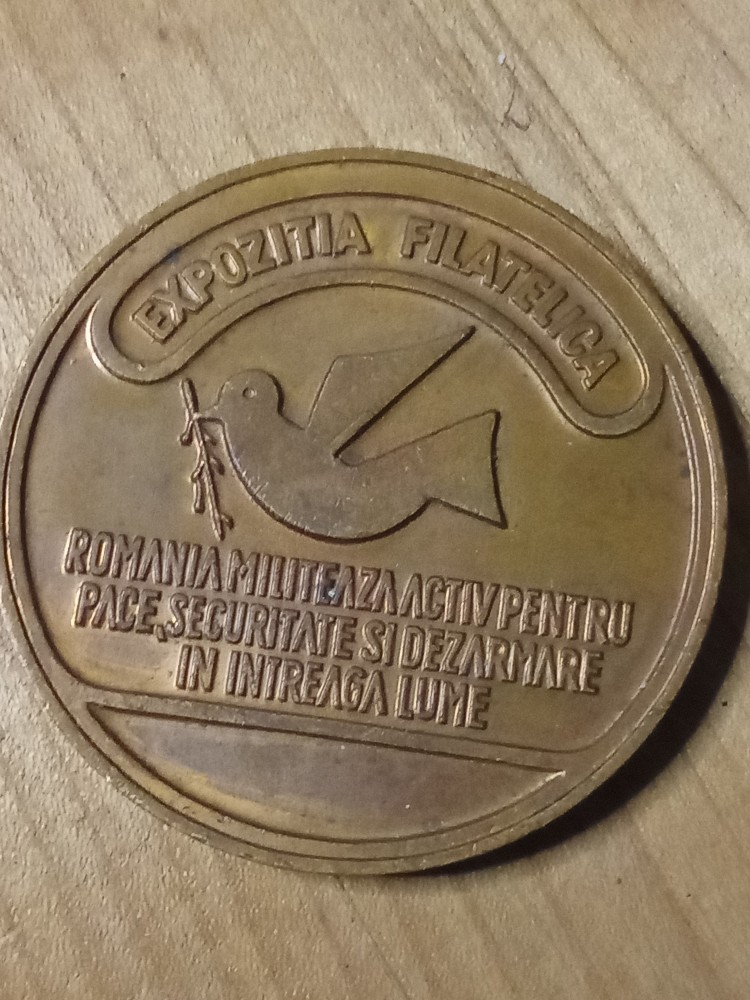 EXPOZITIA FILATELICA
ROMANIA MILITEAZA ACTIV PENTRU
PACE, SECURITATE SI DEZARMARE
IN INTREAGA LUME